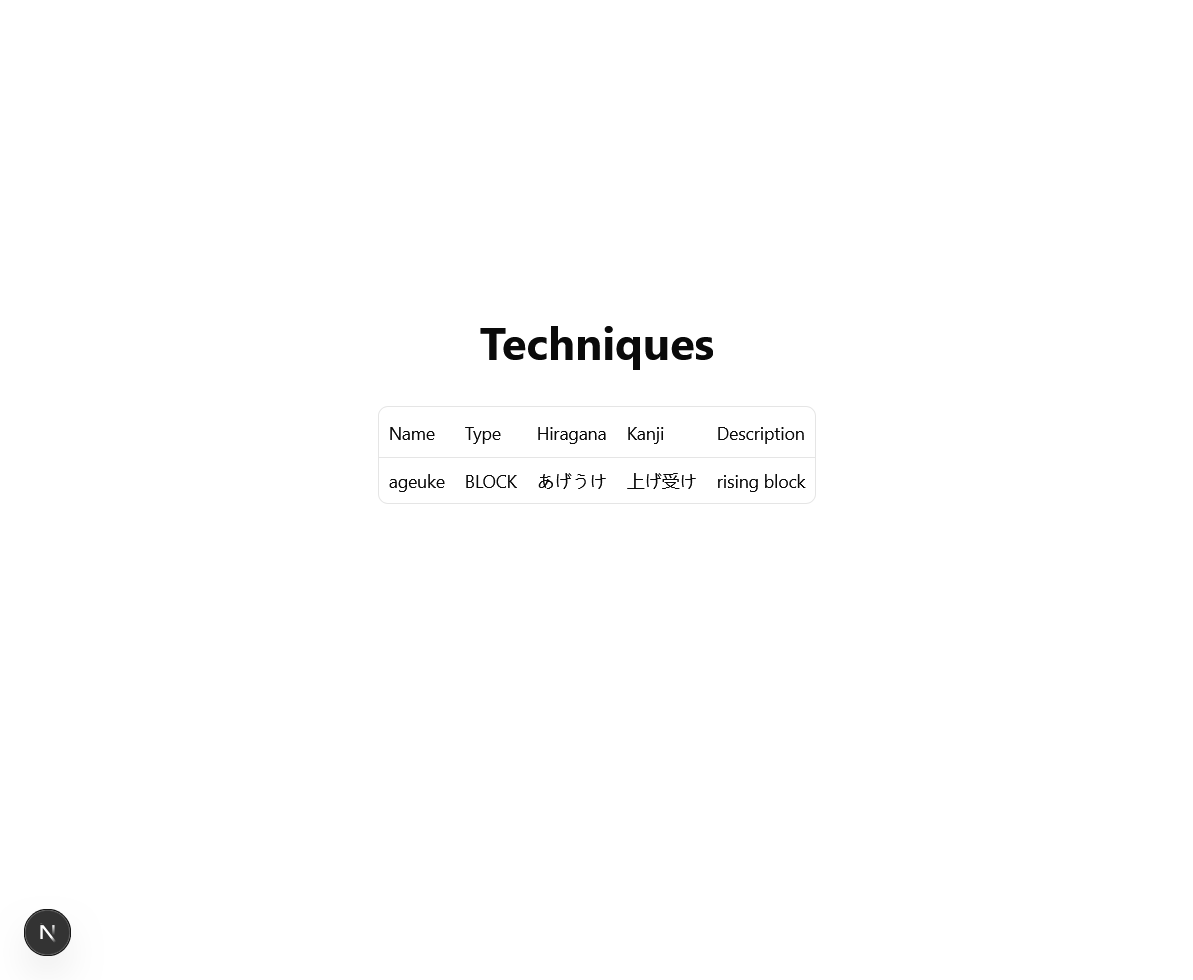 Techniques
Name Type Hiragana Kanji Description
ageuke BLOCK あげうけ 上げ受け rising block
N